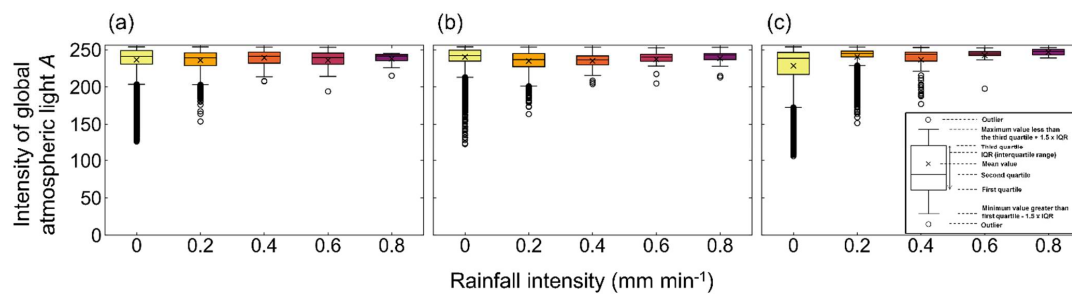 (a)
(b)
(c)
Intensity of global
atmospheric light A
250
200
150
100
50
0
0 0.2 0.4 0.6 0.8
0 0.2 0.4 0.6 0.8
0 0.2 0.4 0.6 0.8
Rainfall intensity (mm min-1)
Outlier
Maximum value less than
the third quartile + 1.5 x IQR
Third quartile
IQR (interquartile range)
Mean value
Second quartile
First quartile
Minimum value greater than
first quartile - 1.5 x IQR
Outlier